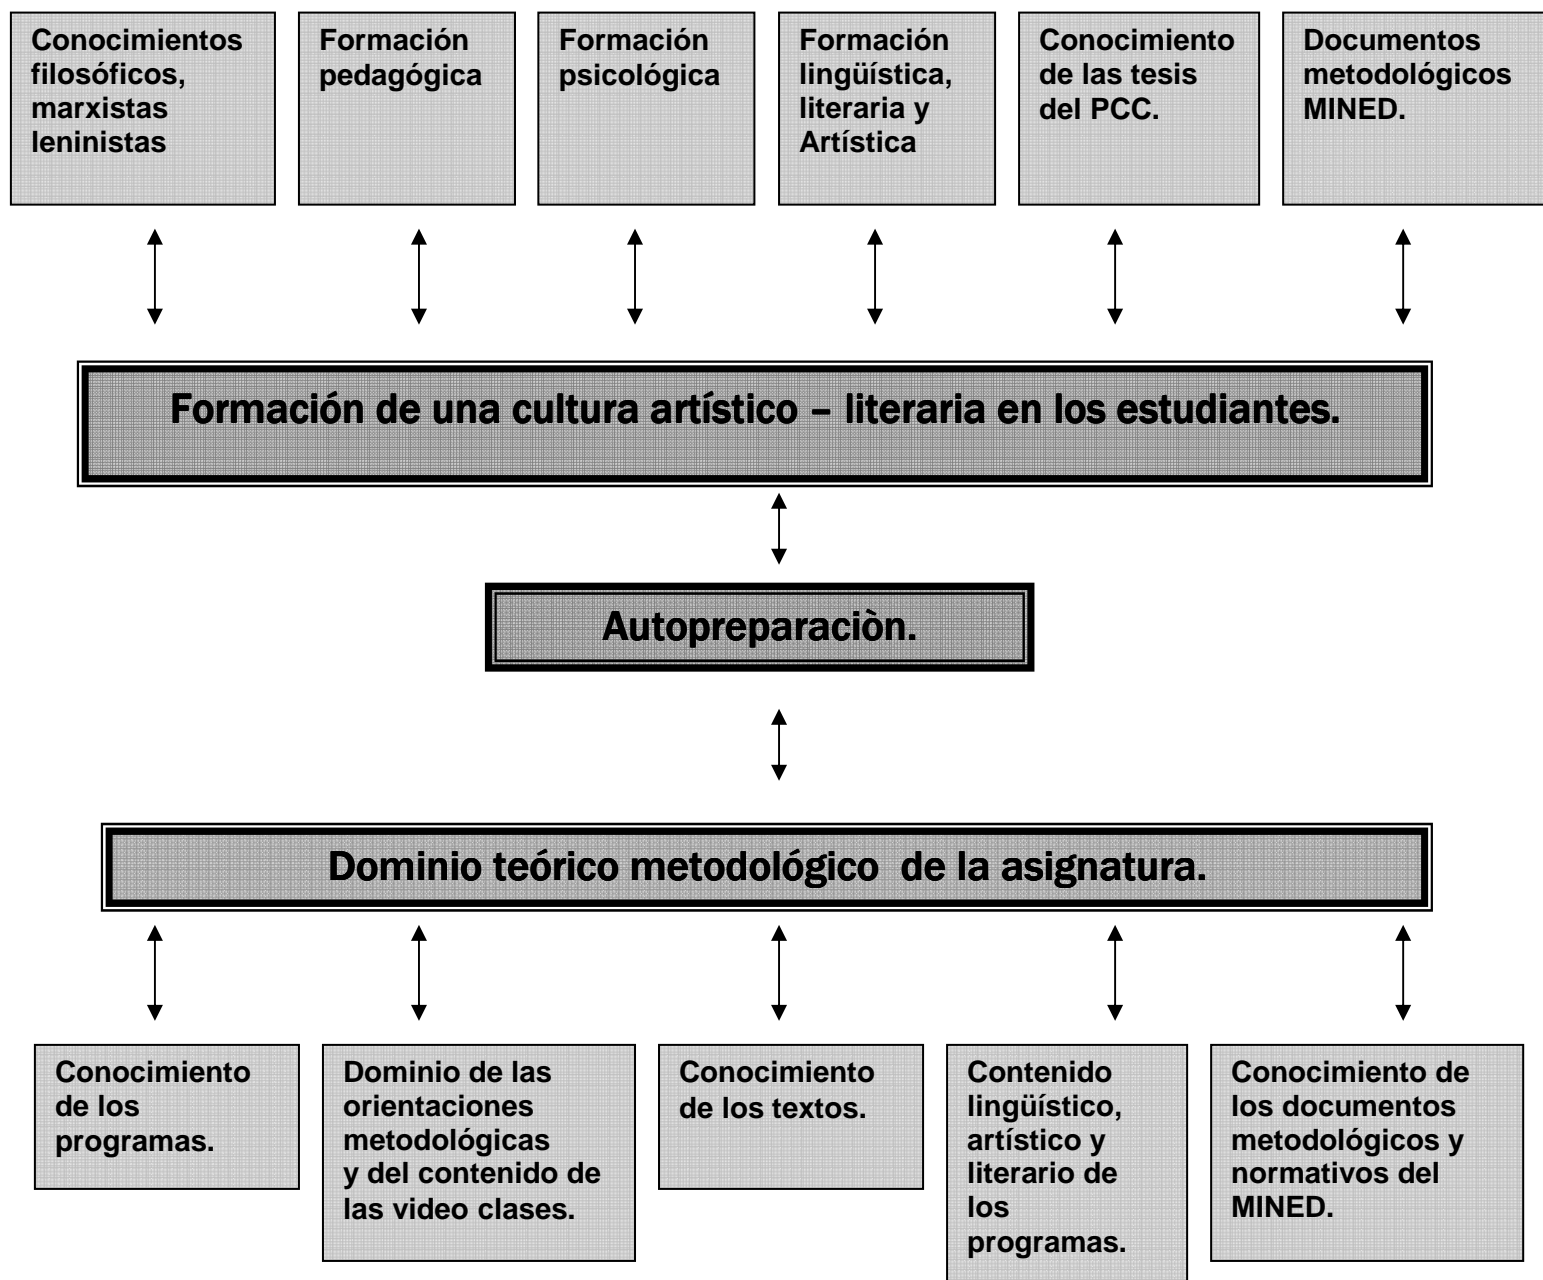 Conocimientos
filosóficos,
marxistas
leninistas
Formación
pedagógica
Formación
psicológica
Formación
lingüística,
literaria y
Artística
Conocimiento
de las tesis
del PCC.
Documentos
metodológicos
MINED.
Formación de una cultura artístico – literaria en los estudiantes.
Autopreparaciòn.
Dominio teórico metodológico  de la asignatura.
Conocimiento
de los
programas.
Dominio de las
orientaciones
metodológicas
y del contenido de
las video clases.
Conocimiento
de los textos.
Contenido
lingüístico,
artístico y
literario de
los
programas.
Conocimiento de
los documentos
metodológicos y
normativos del
MINED.